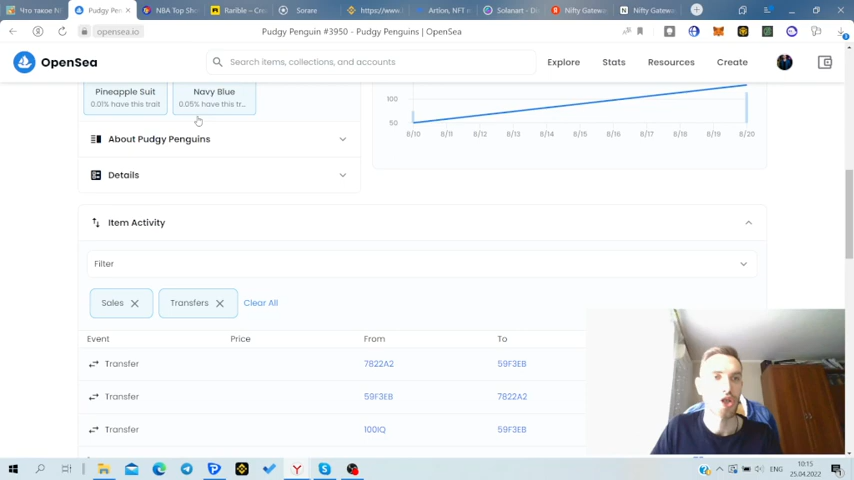 Что такое N
Pudgy Pen
NBA Top Sho
Rarible – Cre
Sorare
https://www.
Artion, NFT m
Solanart - Di
Nifty Gatew
Nifty Gatew
opensea.io
Pudgy Penguin #3950 - Pudgy Penguins | OpenSea
OpenSea
Search items, collections, and accounts
Explore
Stats
Resources
Create
Pineapple Suit
0.01% have this trait
Navy Blue
0.05% have this tr...
100
50
8/10 8/11 8/12 8/13 8/14 8/15 8/16 8/17 8/18 8/19 8/20
About Pudgy Penguins
Details
Item Activity
Filter
Sales
Transfers
Clear All
Event Price From To
Transfer 7822A2 59F3EB
Transfer 59F3EB 7822A2
Transfer 100IQ 59F3EB
ENG
10:15
25.04.2022